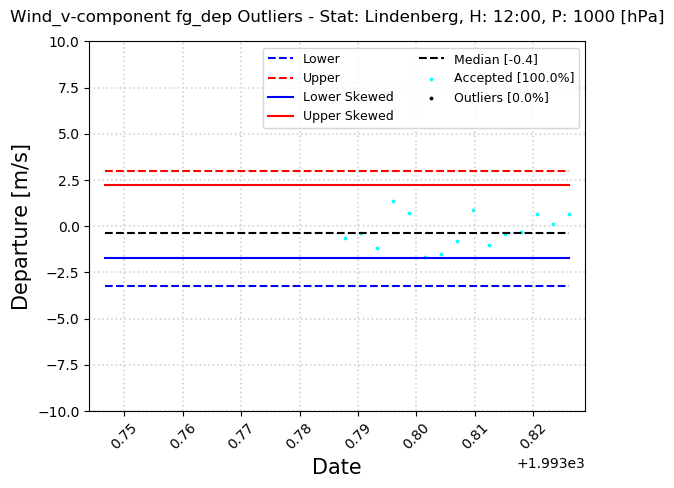 Wind_v-component fg_dep Outliers - Stat: Lindenberg, H: 12:00, P: 1000 [hPa]
Lower
Upper
Lower Skewed
Upper Skewed
Median [-0.4]
Accepted [100.0%]
Outliers [0.0%]
Departure [m/s]
10.0
7.5
5.0
2.5
0.0
−2.5
−5.0
−7.5
−10.0
0.75
0.76
0.77
0.78
0.79
0.80
0.81
0.82
+1.993e3
Date